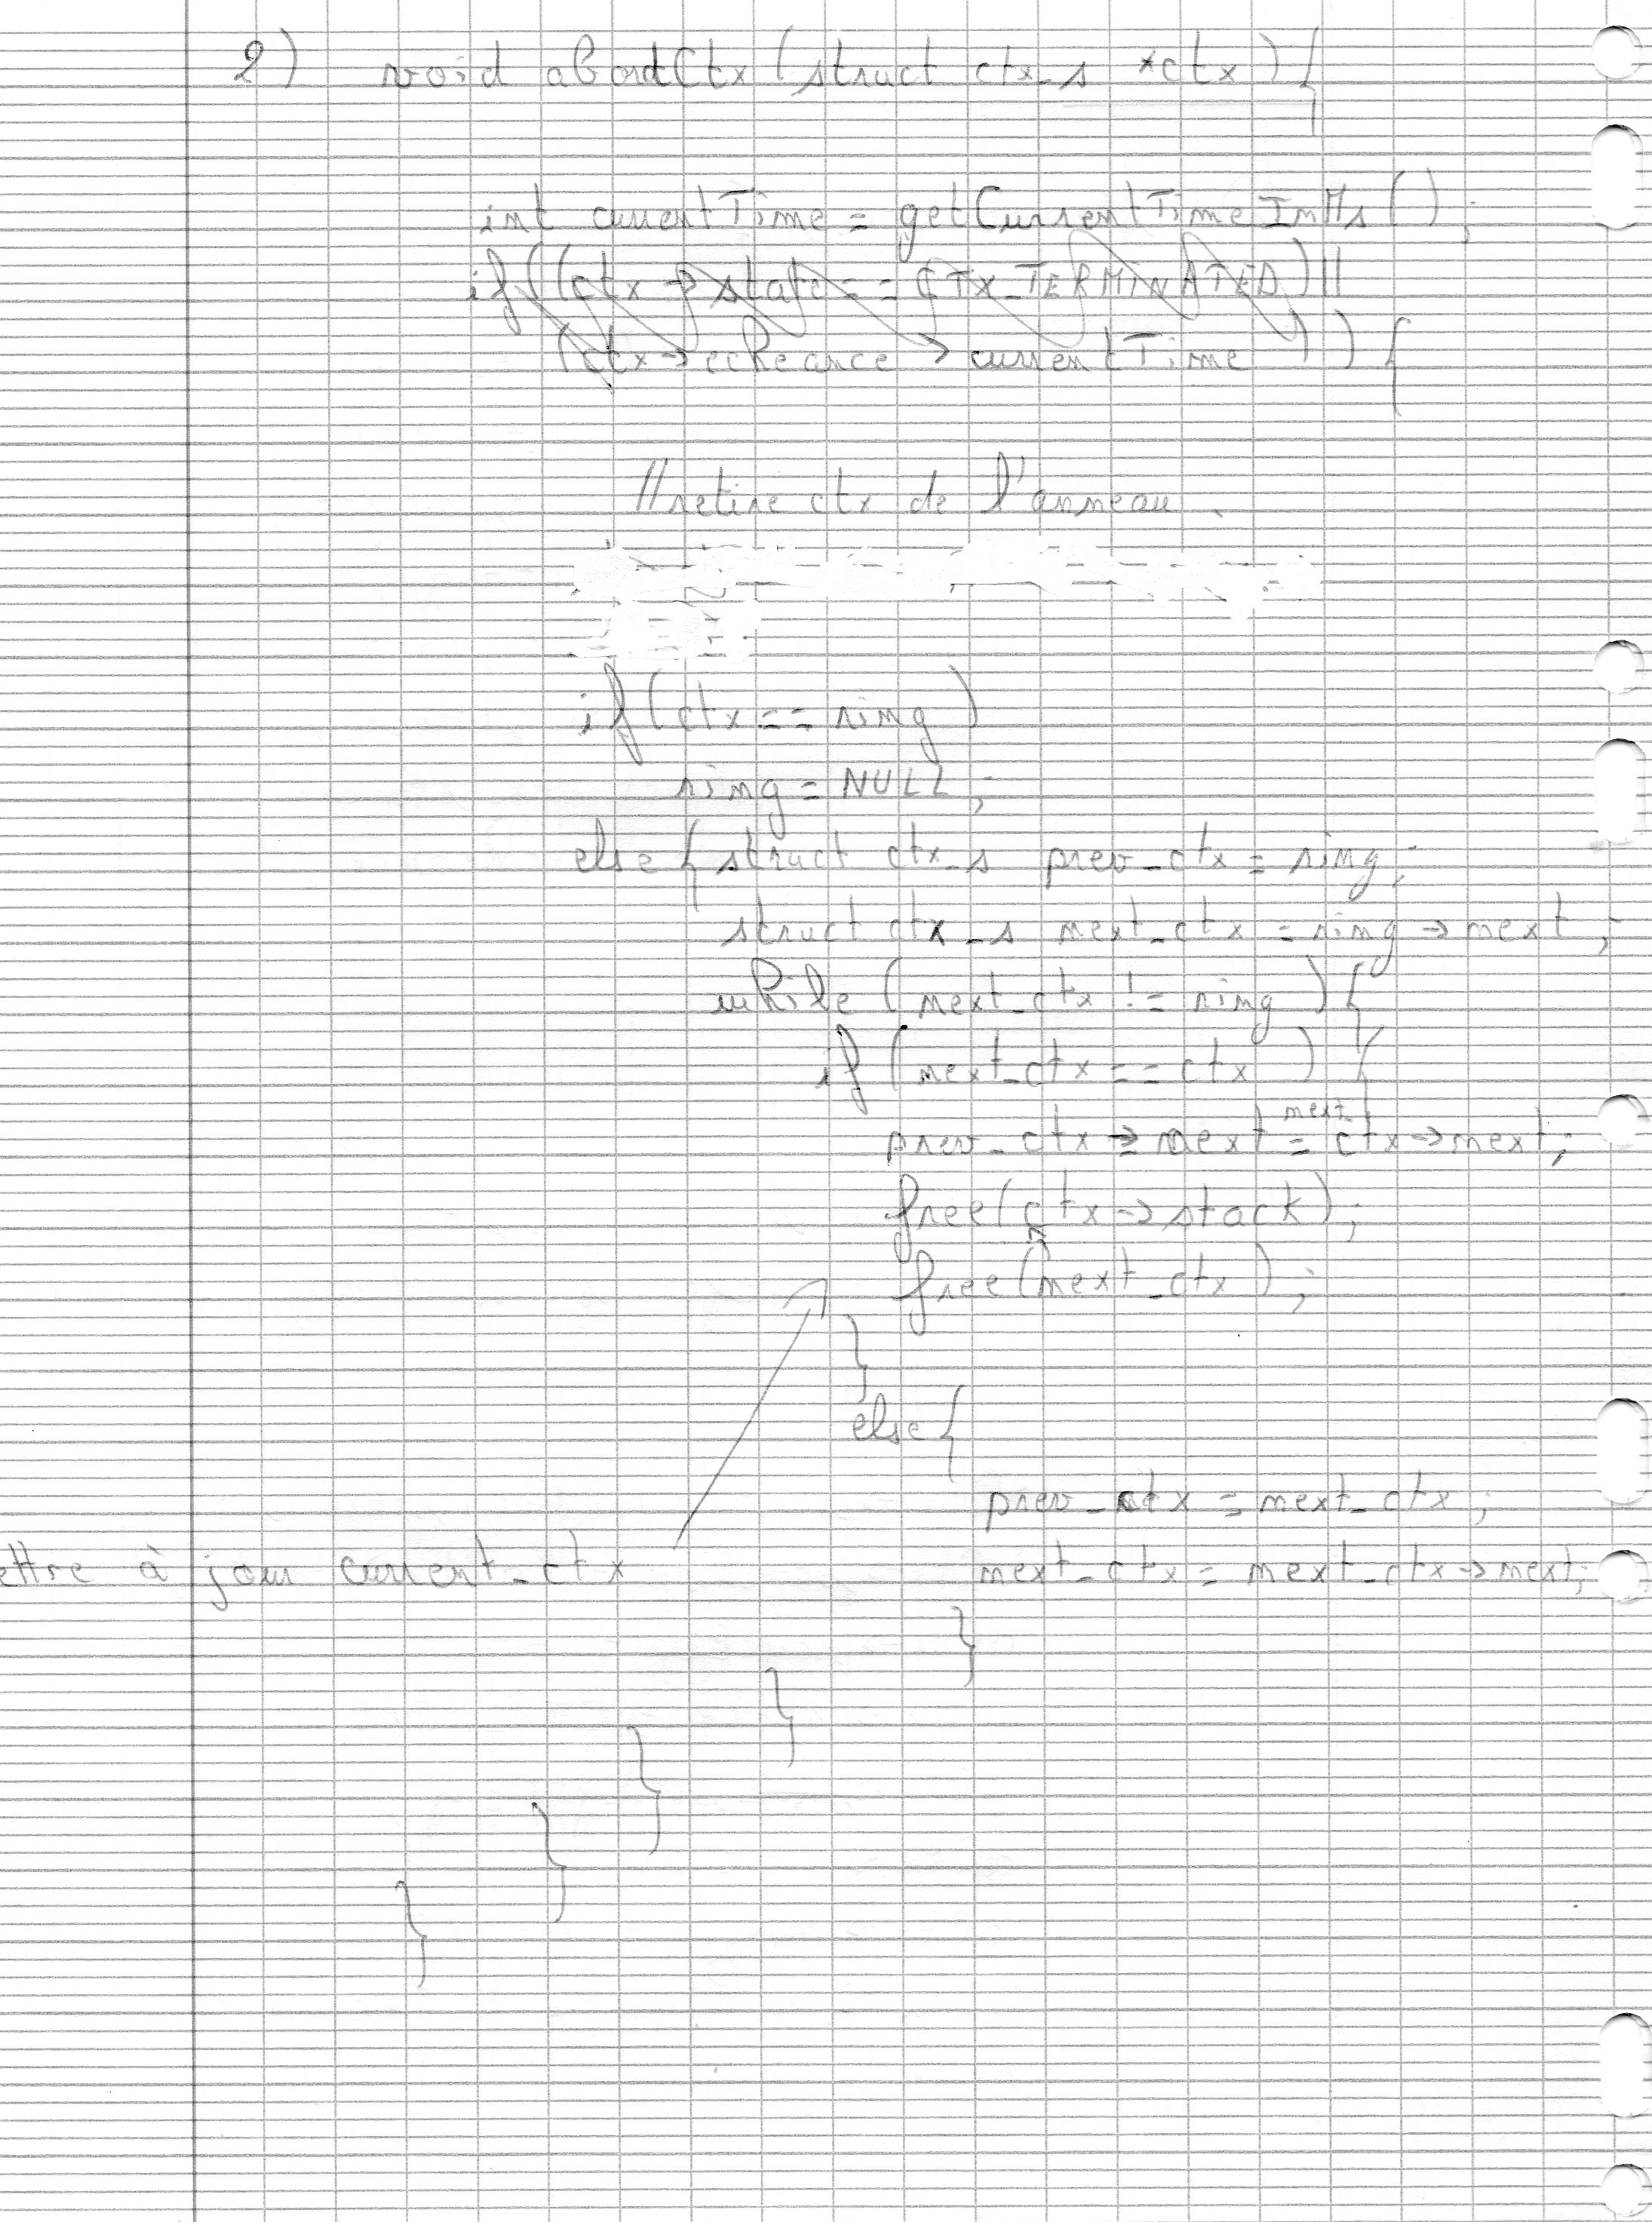 2) void abordCtx (struct ctx_s *ctx) {
int currentTime = getCurrentTimeInMs();
if ((ctx → state == CTX_TERMINATED) ||
(ctx → echeance > currentTime )) {
// retire ctx de l'anneau.
if (ctx == ring)
ring = NULL;
else { struct ctx_s prev_ctx = ring;
struct ctx_s next_ctx = ring → next;
while (next_ctx != ring) {
if (next_ctx == ctx ) {
next_
prev_ctx → next = ctx → next;
free(ctx → stack);
free(next_ctx);
}
else {
prev_ctx = next_ctx;
ettre à jour current_ctx
next_ctx = next_ctx → next;
}
}
}
}
}